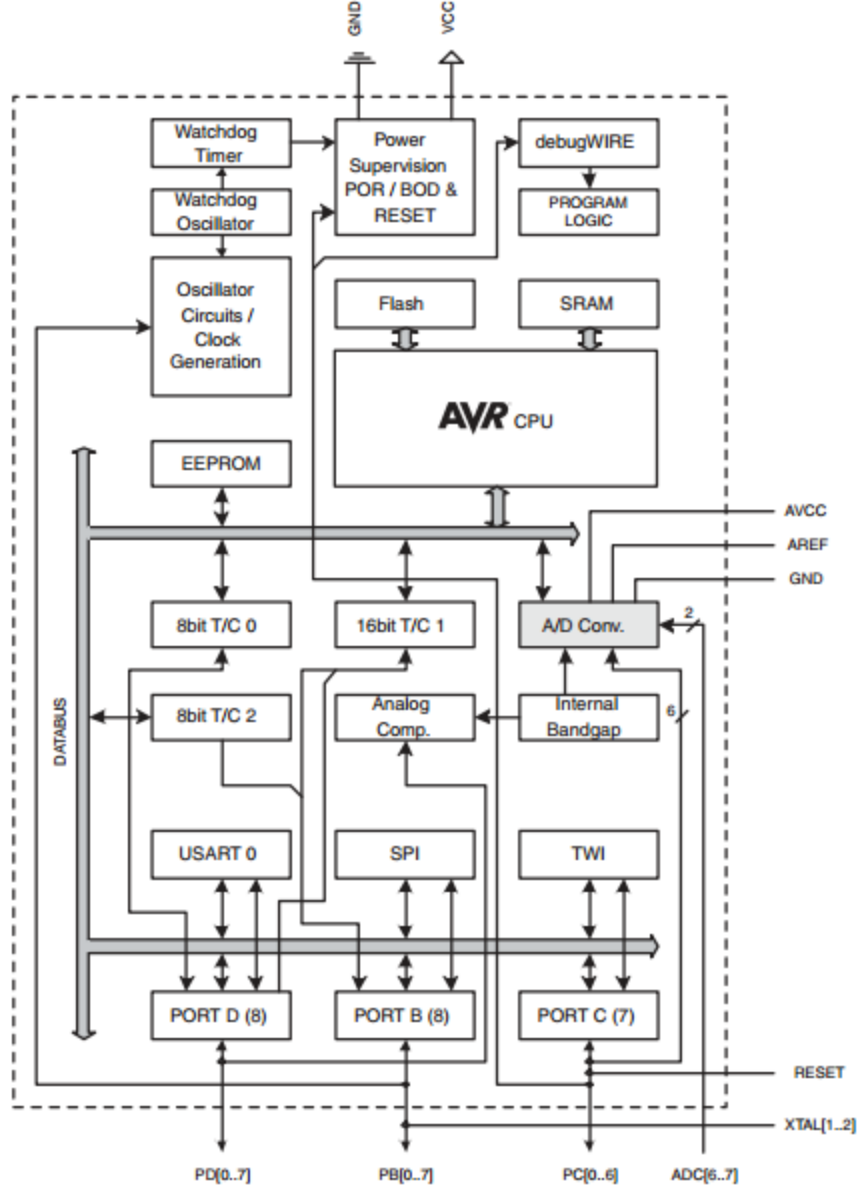 GND
VCC
Watchdog
Timer
Power
Supervision
POR / BOD &
RESET
debugWIRE
Watchdog
Oscillator
PROGRAM
LOGIC
Oscillator
Circuits /
Clock
Generation
Flash
SRAM
AVR CPU
EEPROM
AVCC
AREF
GND
8bit T/C 0
16bit T/C 1
A/D Conv.
2
DATABUS
8bit T/C 2
Analog
Comp.
Internal
Bandgap
6
USART 0
SPI
TWI
PORT D (8)
PORT B (8)
PORT C (7)
RESET
XTAL[1..2]
PD[0..7]
PB[0..7]
PC[0..6]
ADC[6..7]